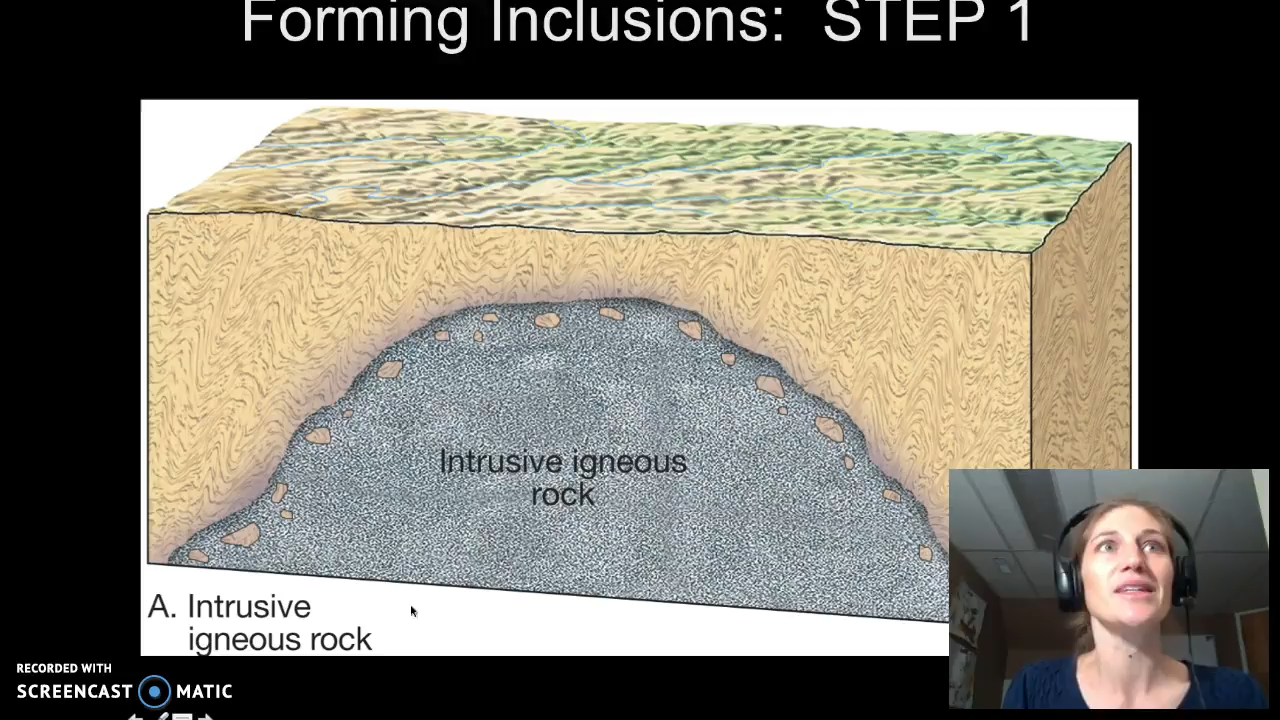 Forming Inclusions: STEP 1
Intrusive igneous
rock
A. Intrusive
igneous rock
RECORDED WITH
SCREENCAST MATIC